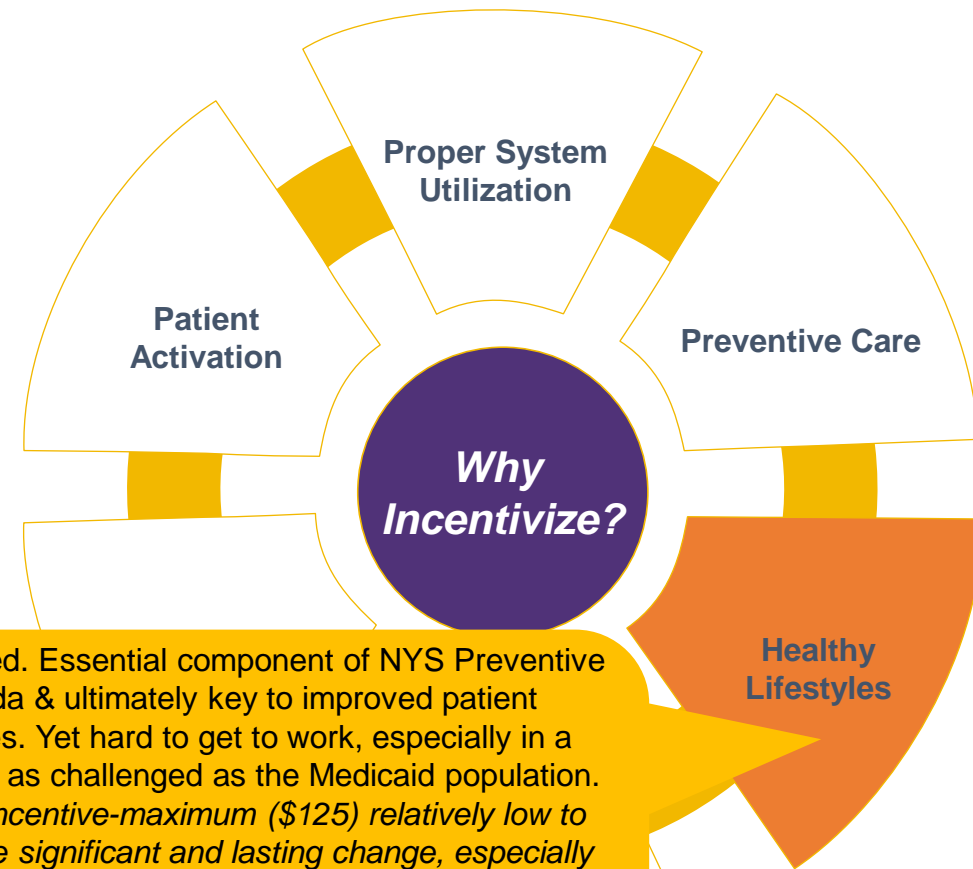 Proper System
Utilization
Patient
Activation
Preventive Care
Why
Incentivize?
Healthy
Lifestyles
Essential component of NYS Preventive
& ultimately key to improved patient
Yet hard to get to work, especially in a
as challenged as the Medicaid population.
ncentive-maximum ($125) relatively low to
significant and lasting change, especially